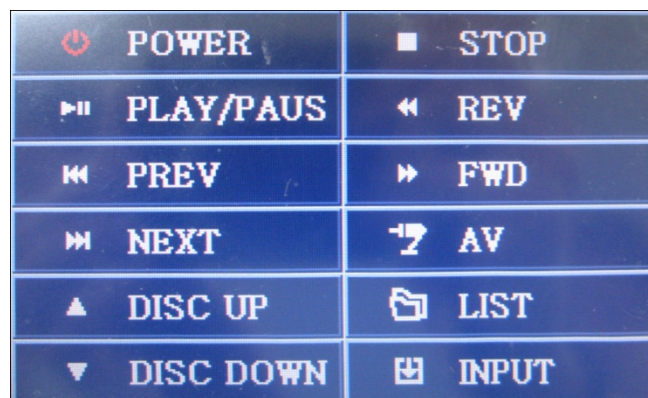 POWER
STOP
PLAY/PAUS
REV
PREV
FWD
NEXT
AV
DISC UP
LIST
DISC DOWN
INPUT